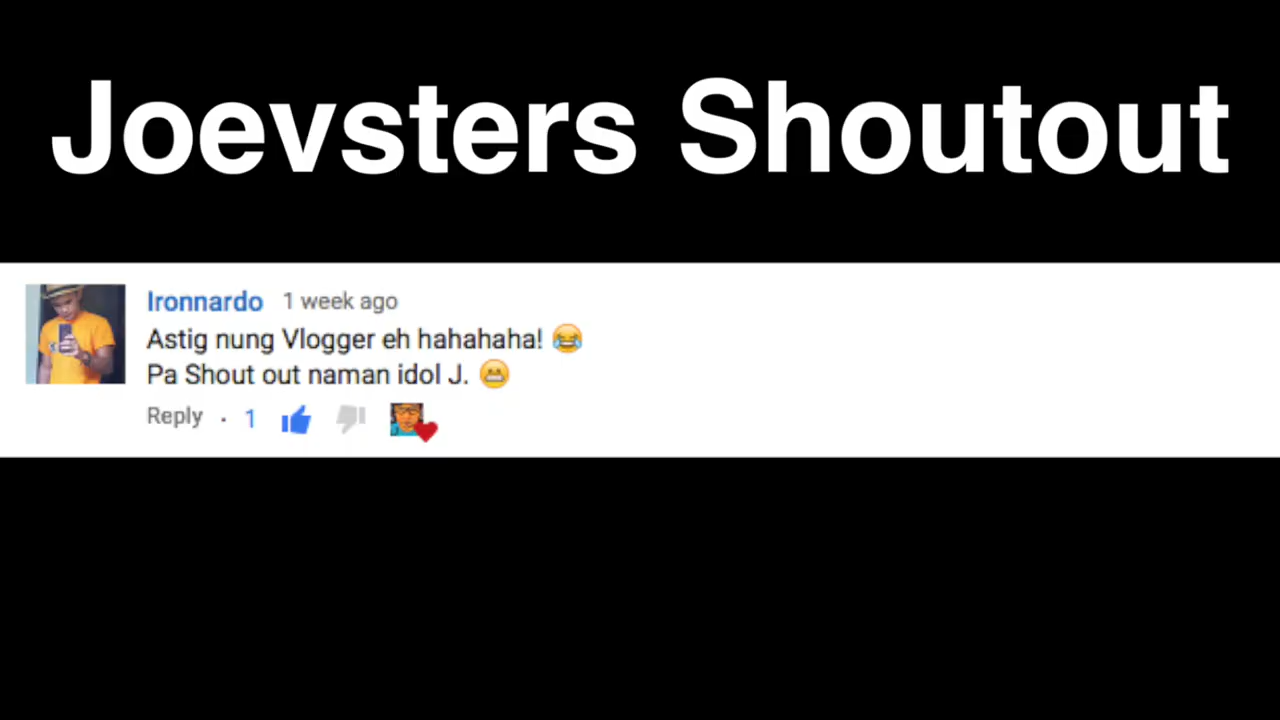 Joevsters Shoutout
Ironnardo 1 week ago
Astig nung Vlogger eh hahahaha! 😂
Pa Shout out naman idol J. 😁
Reply · 1